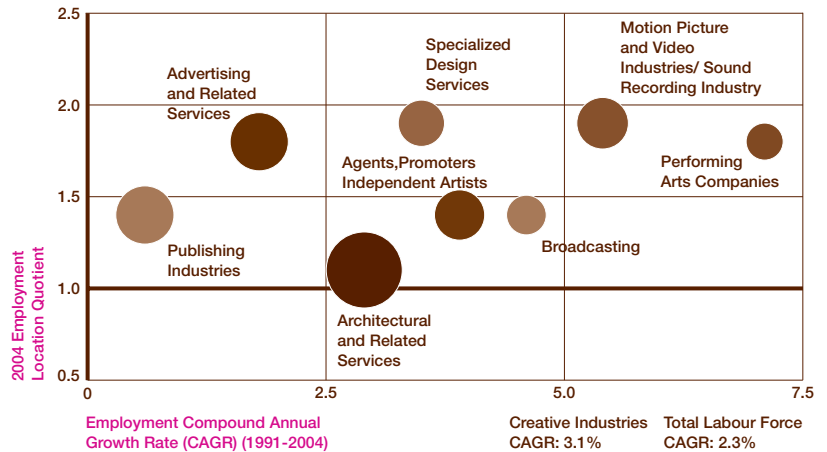 2.5
2.0
1.5
1.0
0.5
2004 Employment
Location Quotient
Advertising
and Related
Services
Specialized
Design
Services
Motion Picture
and Video
Industries/ Sound
Recording Industry
Agents,Promoters
Independent Artists
Performing
Arts Companies
Publishing
Industries
Broadcasting
Architectural
and Related
Services
0
2.5
5.0
7.5
Employment Compound Annual
Growth Rate (CAGR) (1991-2004)
Creative Industries
CAGR: 3.1%
Total Labour Force
CAGR: 2.3%